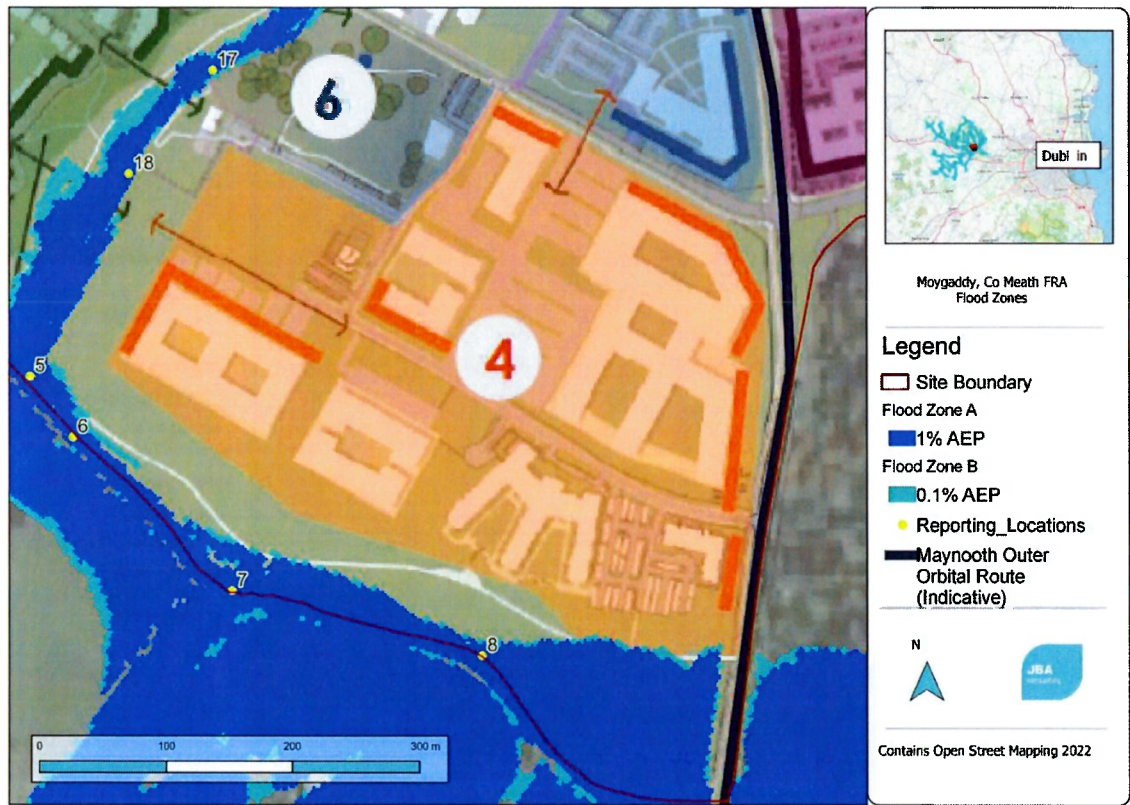 17
6
18
4
5
6
7
8
0 100 200 300 m
Dubl in
Moygaddy, Co Meath FRA
Flood Zones
Legend
Site Boundary
Flood Zone A
1% AEP
Flood Zone B
0.1% AEP
Reporting_Locations
Maynooth Outer
Orbital Route
(Indicative)
N
JBA
consulting
Contains Open Street Mapping 2022